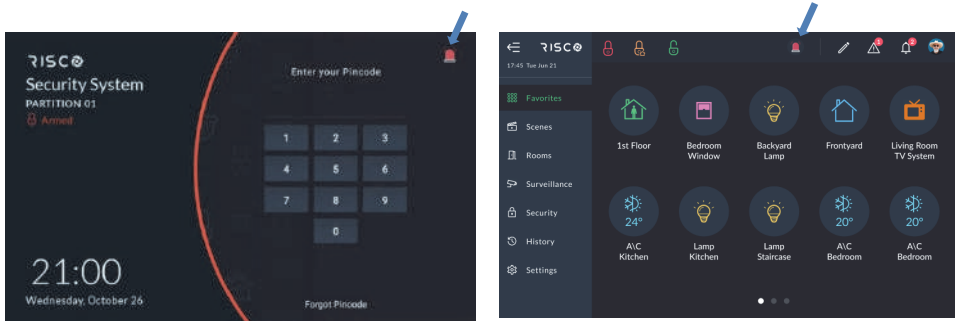 RISCO
Security System
PARTITION 01
Armed
Enter your Pincode
1 2 3
4 5 6
7 8 9
0
21:00
Wednesday, October 26
Forgot Pincode
RISCO
17:45 Tue Jun 21
Favorites
Scenes
Rooms
Surveillance
Security
History
Settings
1st Floor
Bedroom
Window
Backyard
Lamp
Frontyard
Living Room
TV System
24°
A\C
Kitchen
Lamp
Kitchen
Lamp
Staircase
20°
A\C
Bedroom
20°
A\C
Bedroom